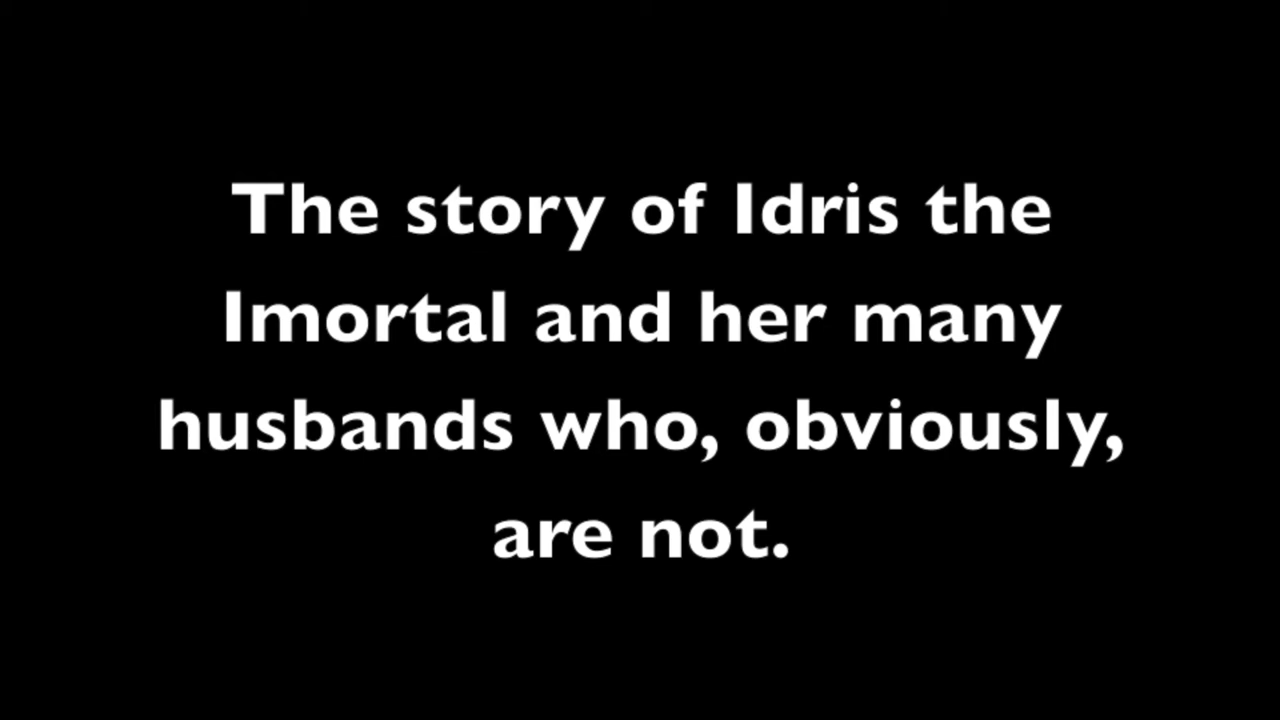 The story of Idris the
Imortal and her many
husbands who, obviously,
are not.